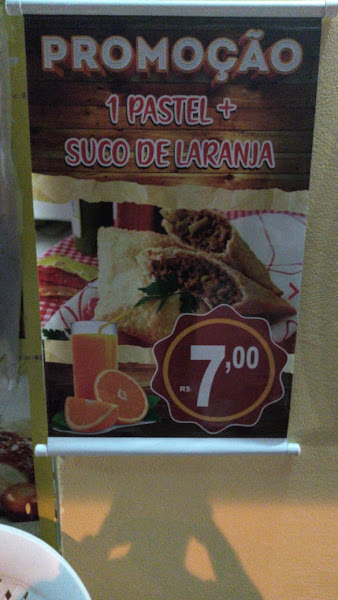 PROMOÇÃO
1 PASTEL +
SUCO DE LARANJA
R$ 7,00